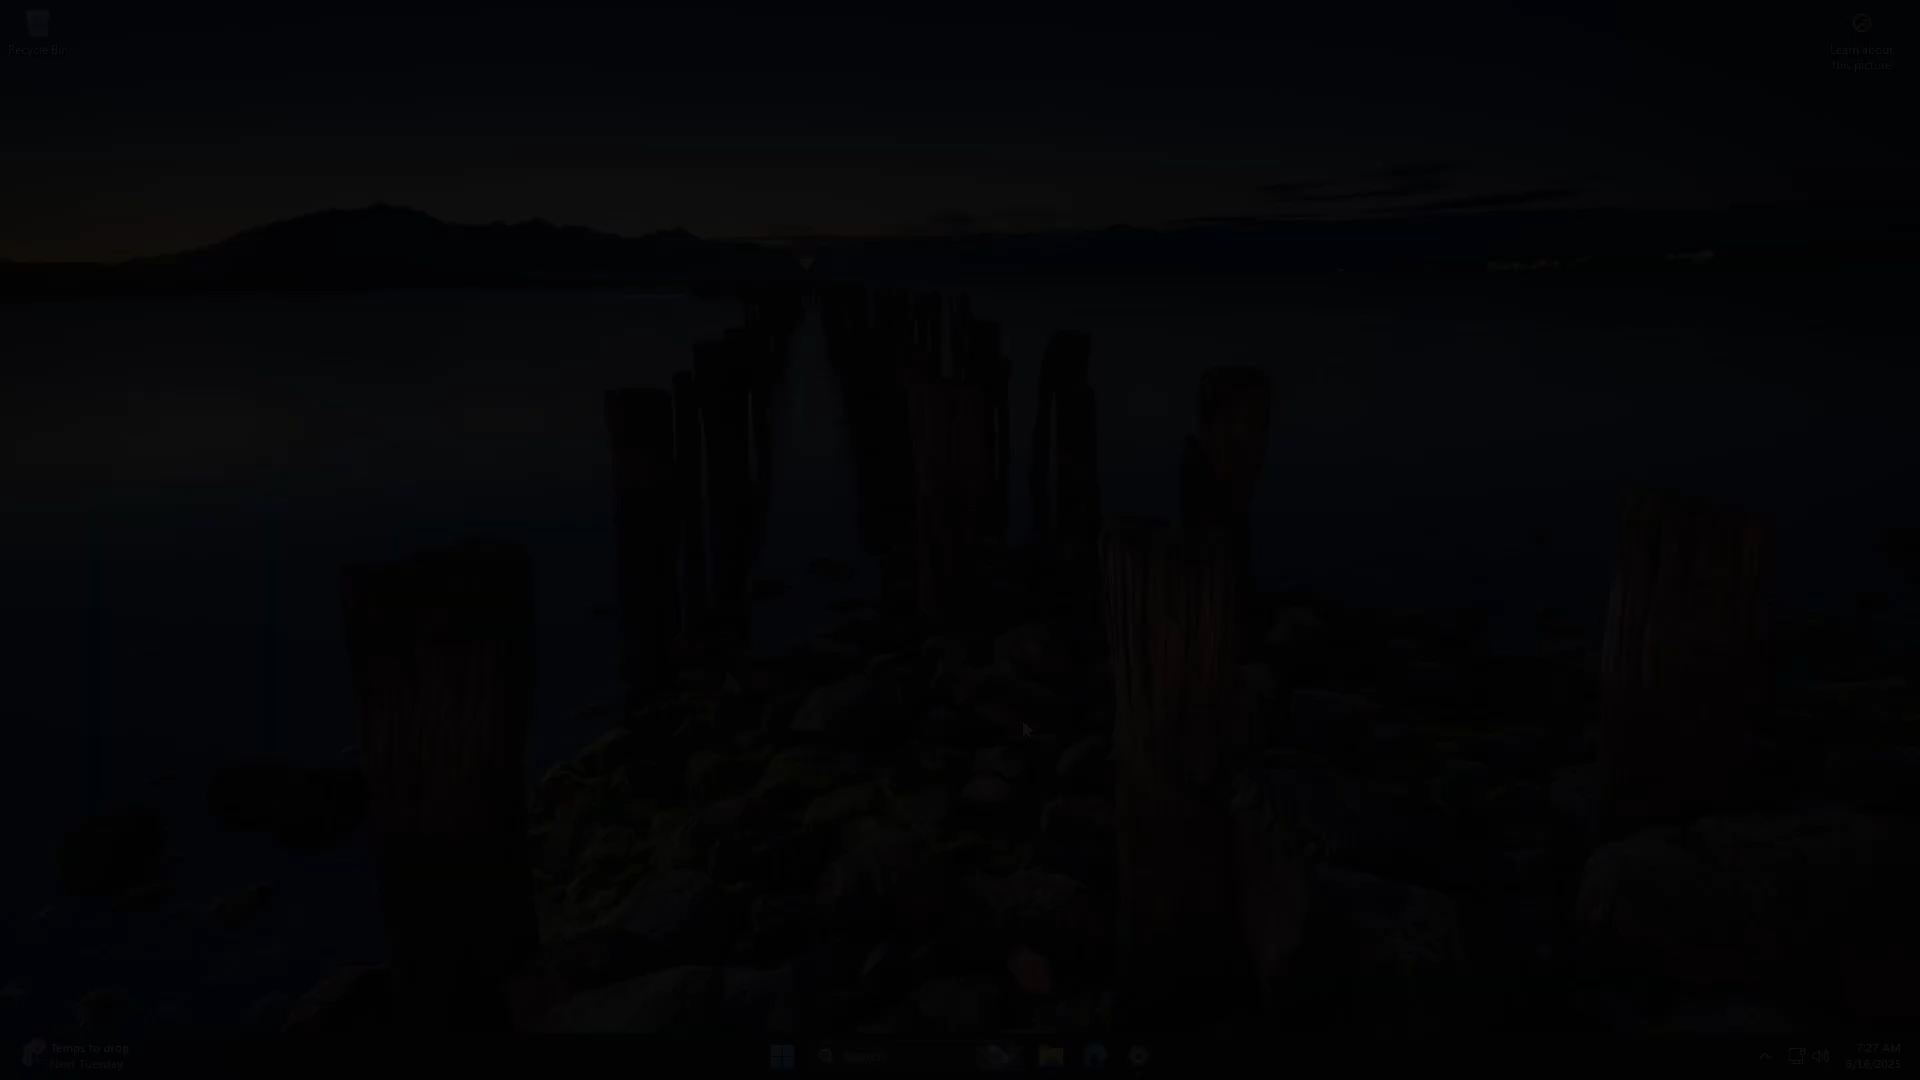 Recycle Bin
Learn about
this picture
Temps to drop
Next Tuesday
Search
7:27 AM